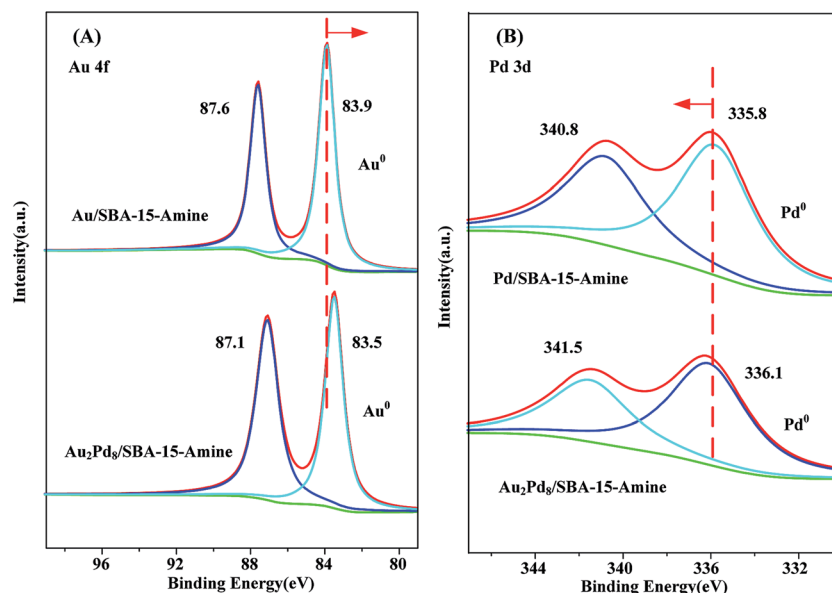 (A)
Au 4f
87.6
83.9
Au⁰
Au/SBA-15-Amine
87.1
83.5
Au⁰
Au₂Pd₈/SBA-15-Amine
Intensity(a.u.)
96 92 88 84 80
Binding Energy(eV)
(B)
Pd 3d
340.8
335.8
Pd⁰
Pd/SBA-15-Amine
341.5
336.1
Pd⁰
Au₂Pd₈/SBA-15-Amine
Intensity(a.u.)
344 340 336 332
Binding Energy(eV)